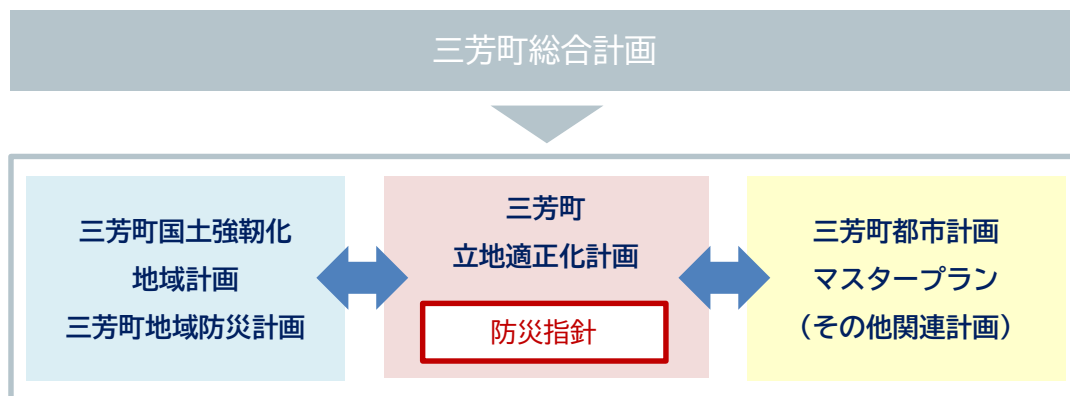 三芳町総合計画
三芳町国土強靭化
地域計画
三芳町地域防災計画
三芳町
立地適正化計画
防災指針
三芳町都市計画
マスタープラン
（その他関連計画）